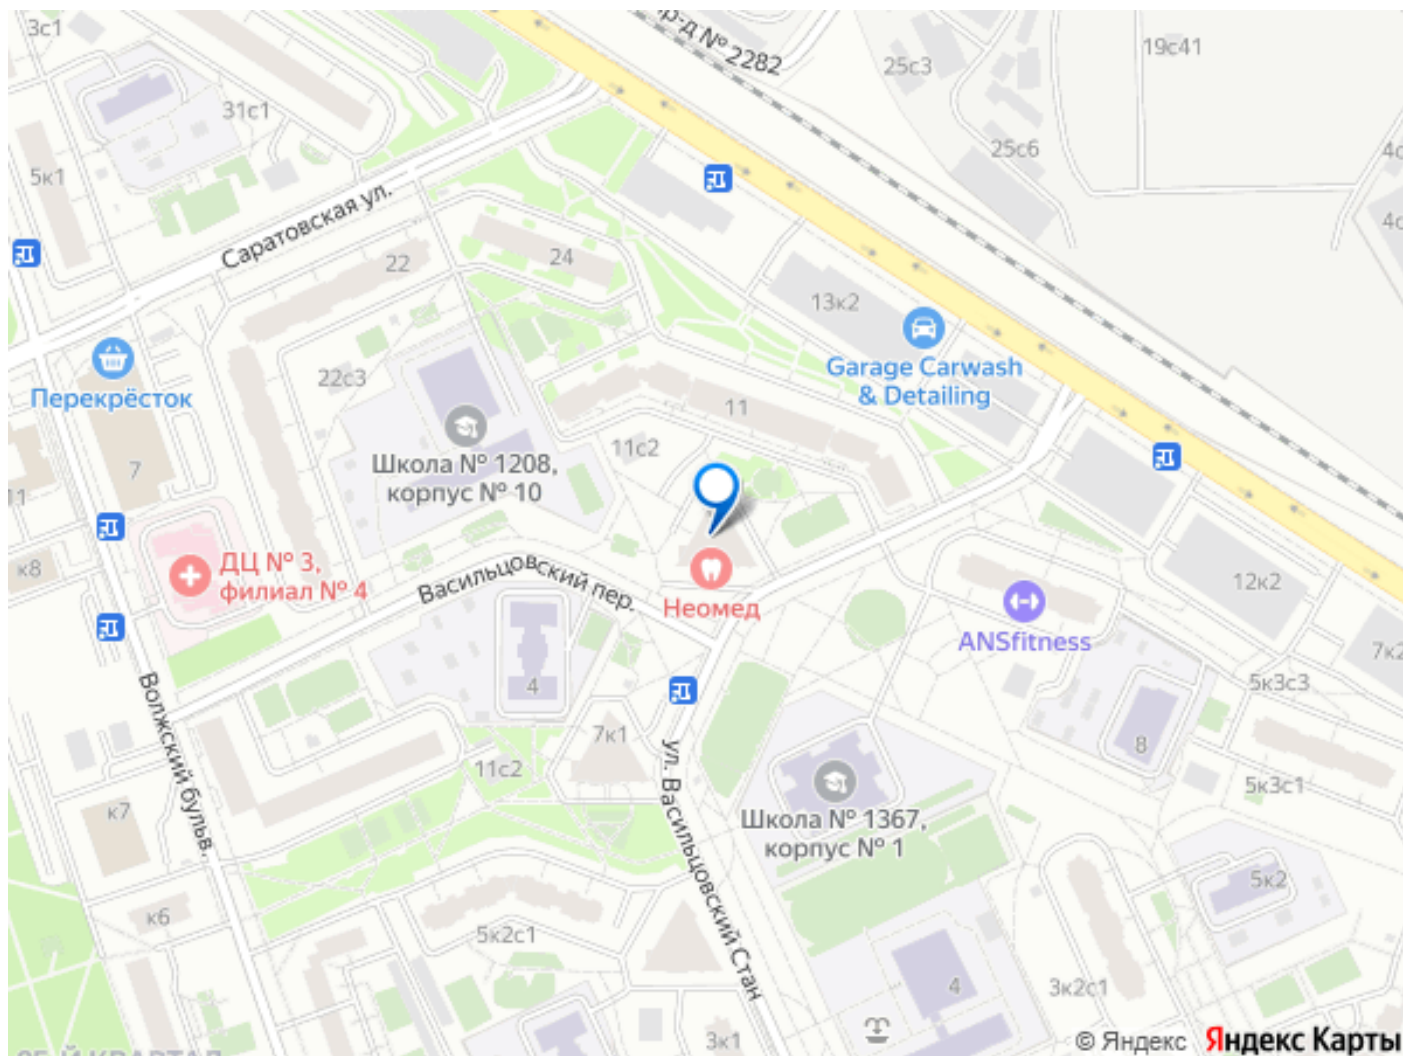 3с1
пр-д № 2282
25с3
19с41
31с1
25с6
5к1
Саратовская ул.
22
24
13к2
Garage Carwash
& Detailing
Перекрёсток
22с3
11
11с2
Школа № 1208,
корпус № 10
7
11
к8
ДЦ № 3,
филиал № 4
Васильцовский пер.
Неомед
ANSfitness
12к2
7к2
5к3с3
4
7к1
8
11с2
Волжский бульв.
ул. Васильцовский Стан
5к3с1
к7
Школа № 1367,
корпус № 1
5к2
к6
5к2с1
4
3к2с1
3к1
© Яндекс Яндекс Карты